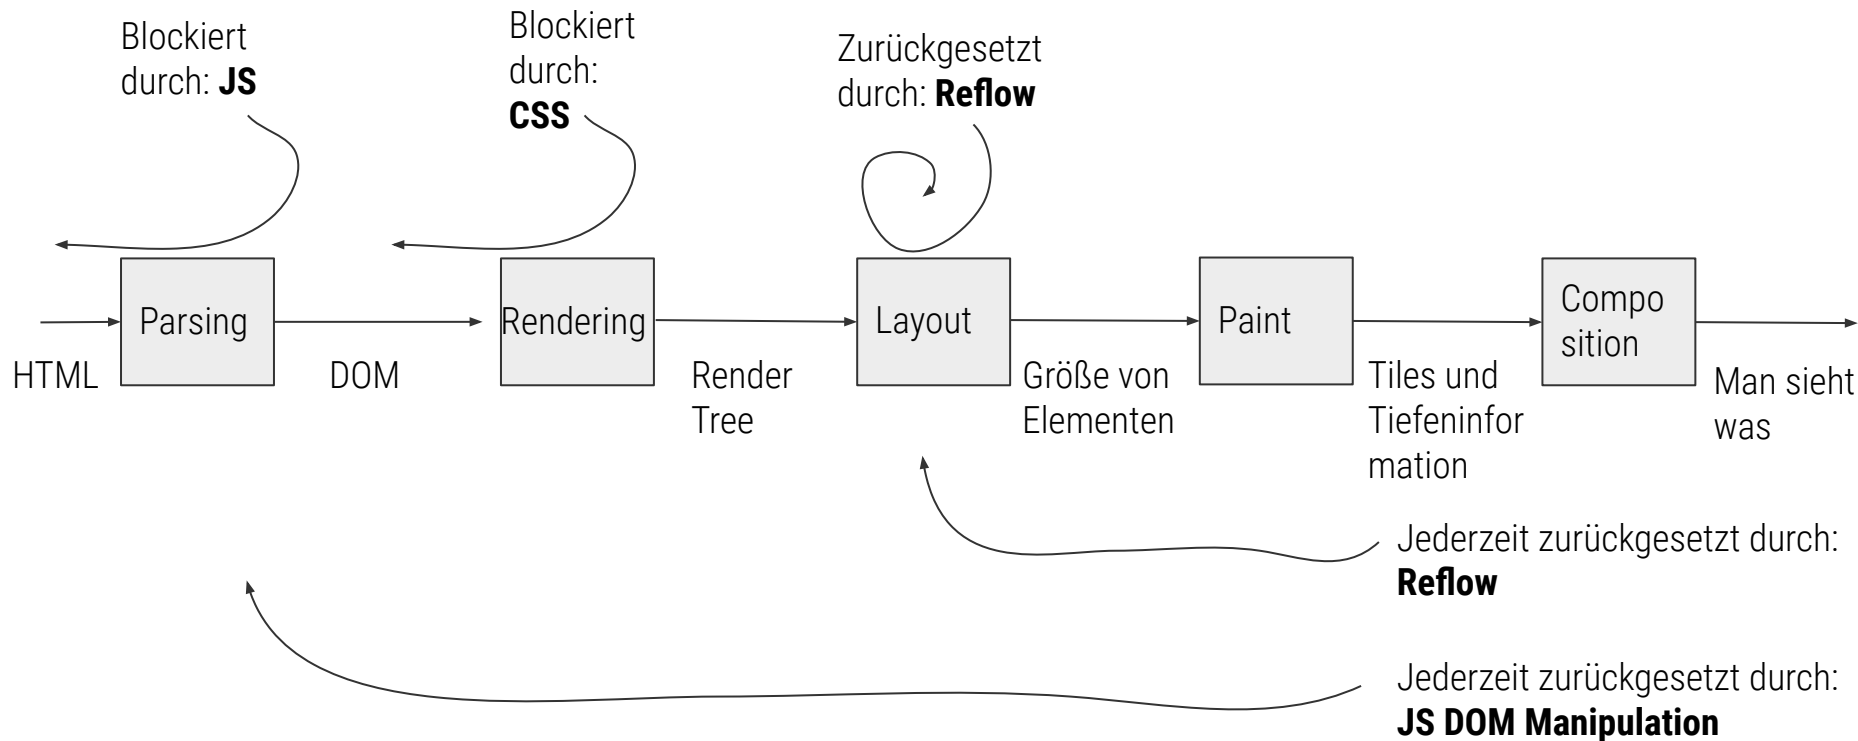 Blockiert
durch: JS
Blockiert
durch:
CSS
Zurückgesetzt
durch: Reflow
Parsing
Rendering
Layout
Paint
Compo
sition
HTML
DOM
Render
Tree
Größe von
Elementen
Tiles und
Tiefeninfor
mation
Man sieht
was
Jederzeit zurückgesetzt durch:
Reflow
Jederzeit zurückgesetzt durch:
JS DOM Manipulation